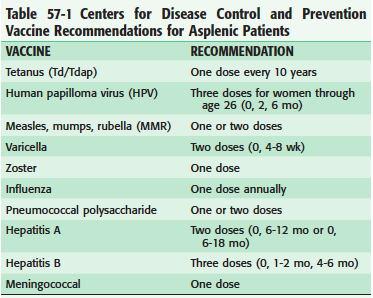 Table 57-1 Centers for Disease Control and Prevention
Vaccine Recommendations for Asplenic Patients
VACCINE RECOMMENDATION
Tetanus (Td/Tdap) One dose every 10 years
Human papilloma virus (HPV) Three doses for women through
age 26 (0, 2, 6 mo)
Measles, mumps, rubella (MMR) One or two doses
Varicella Two doses (0, 4-8 wk)
Zoster One dose
Influenza One dose annually
Pneumococcal polysaccharide One or two doses
Hepatitis A Two doses (0, 6-12 mo or 0,
6-18 mo)
Hepatitis B Three doses (0, 1-2 mo, 4-6 mo)
Meningococcal One dose